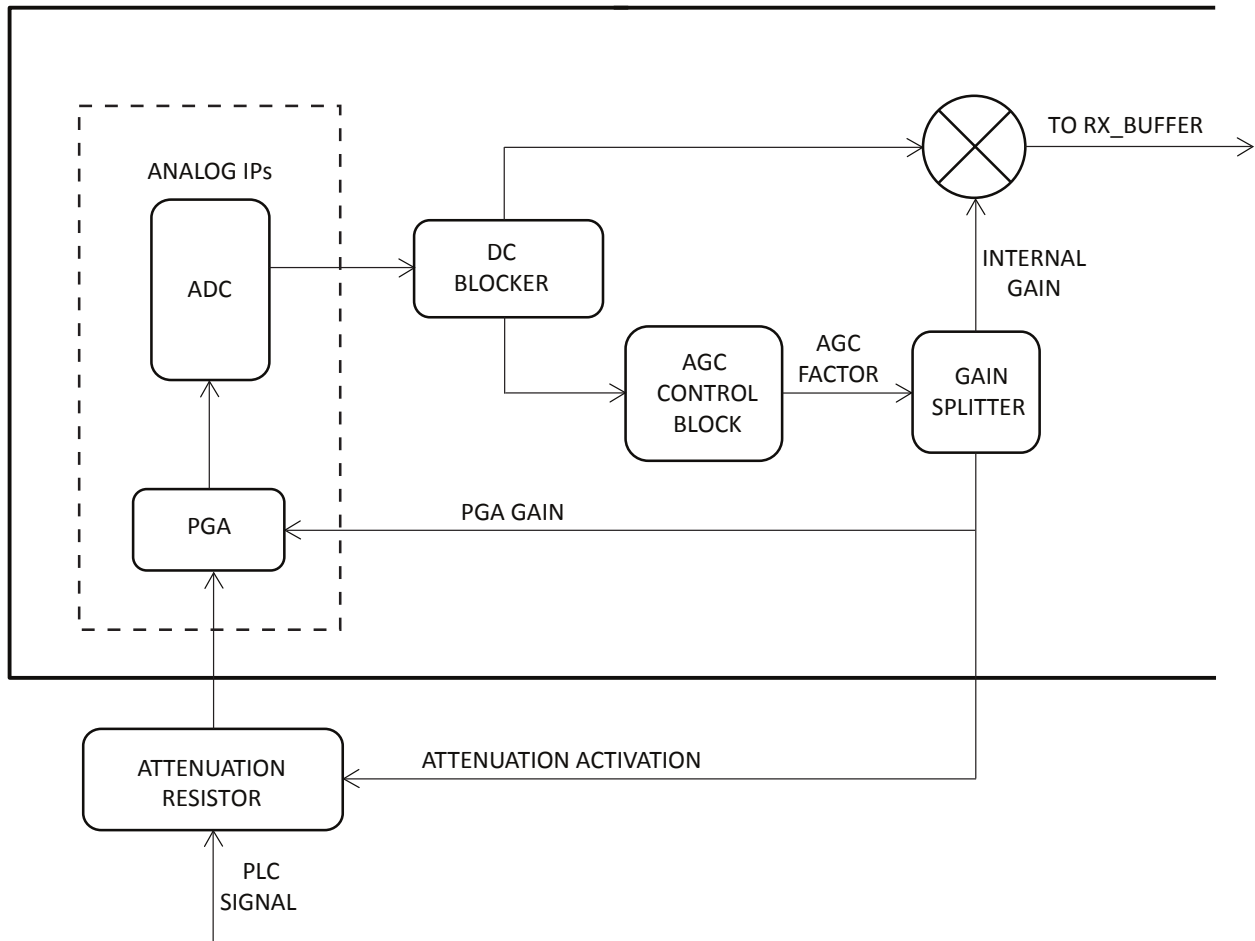 TO RX_BUFFER
ANALOG IPs
ADC
DC
BLOCKER
INTERNAL
GAIN
AGC
CONTROL
BLOCK
AGC
FACTOR
GAIN
SPLITTER
PGA
PGA GAIN
ATTENUATION
RESISTOR
ATTENUATION ACTIVATION
PLC
SIGNAL